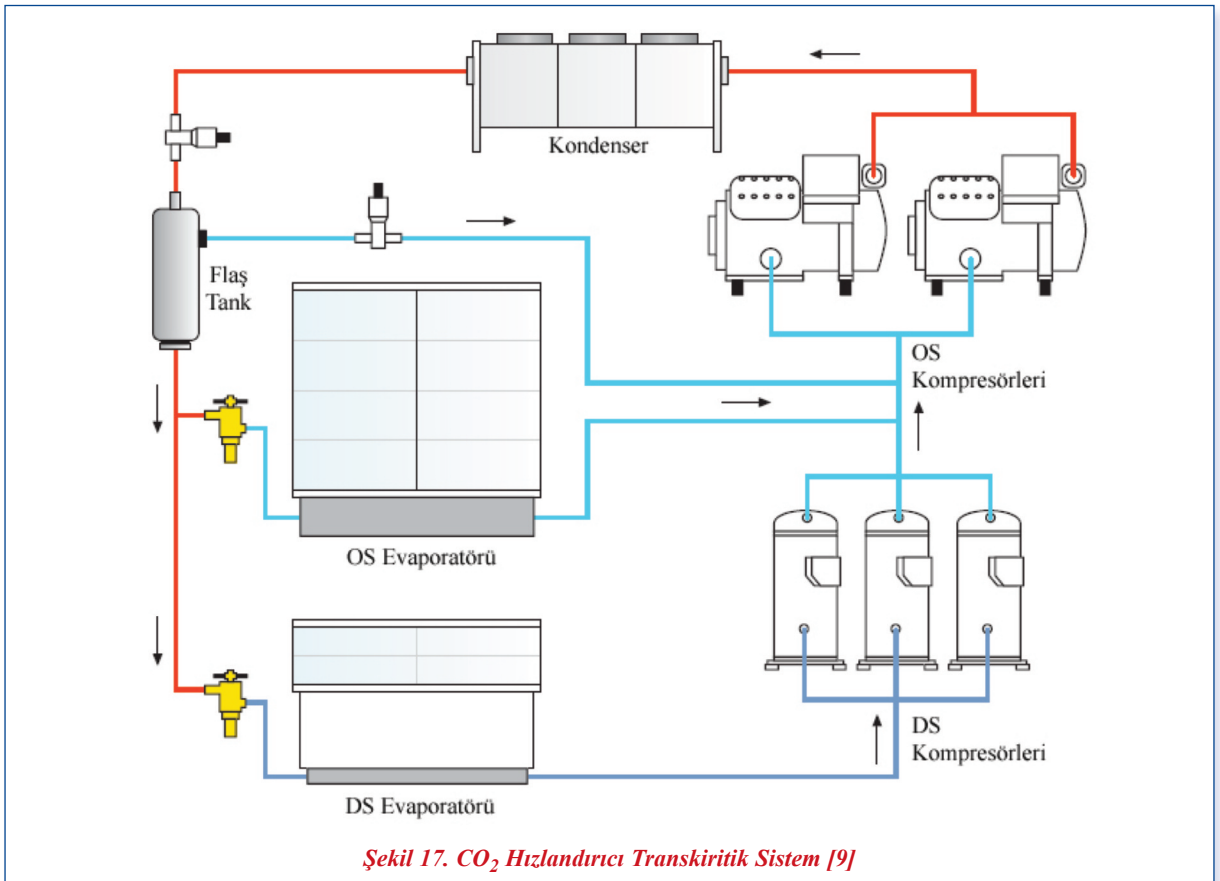 Kondenser
Flaş
Tank
OS
Kompresörleri
OS Evaporatörü
DS
Kompresörleri
DS Evaporatörü
Şekil 17. CO₂ Hızlandırıcı Transkiritik Sistem [9]